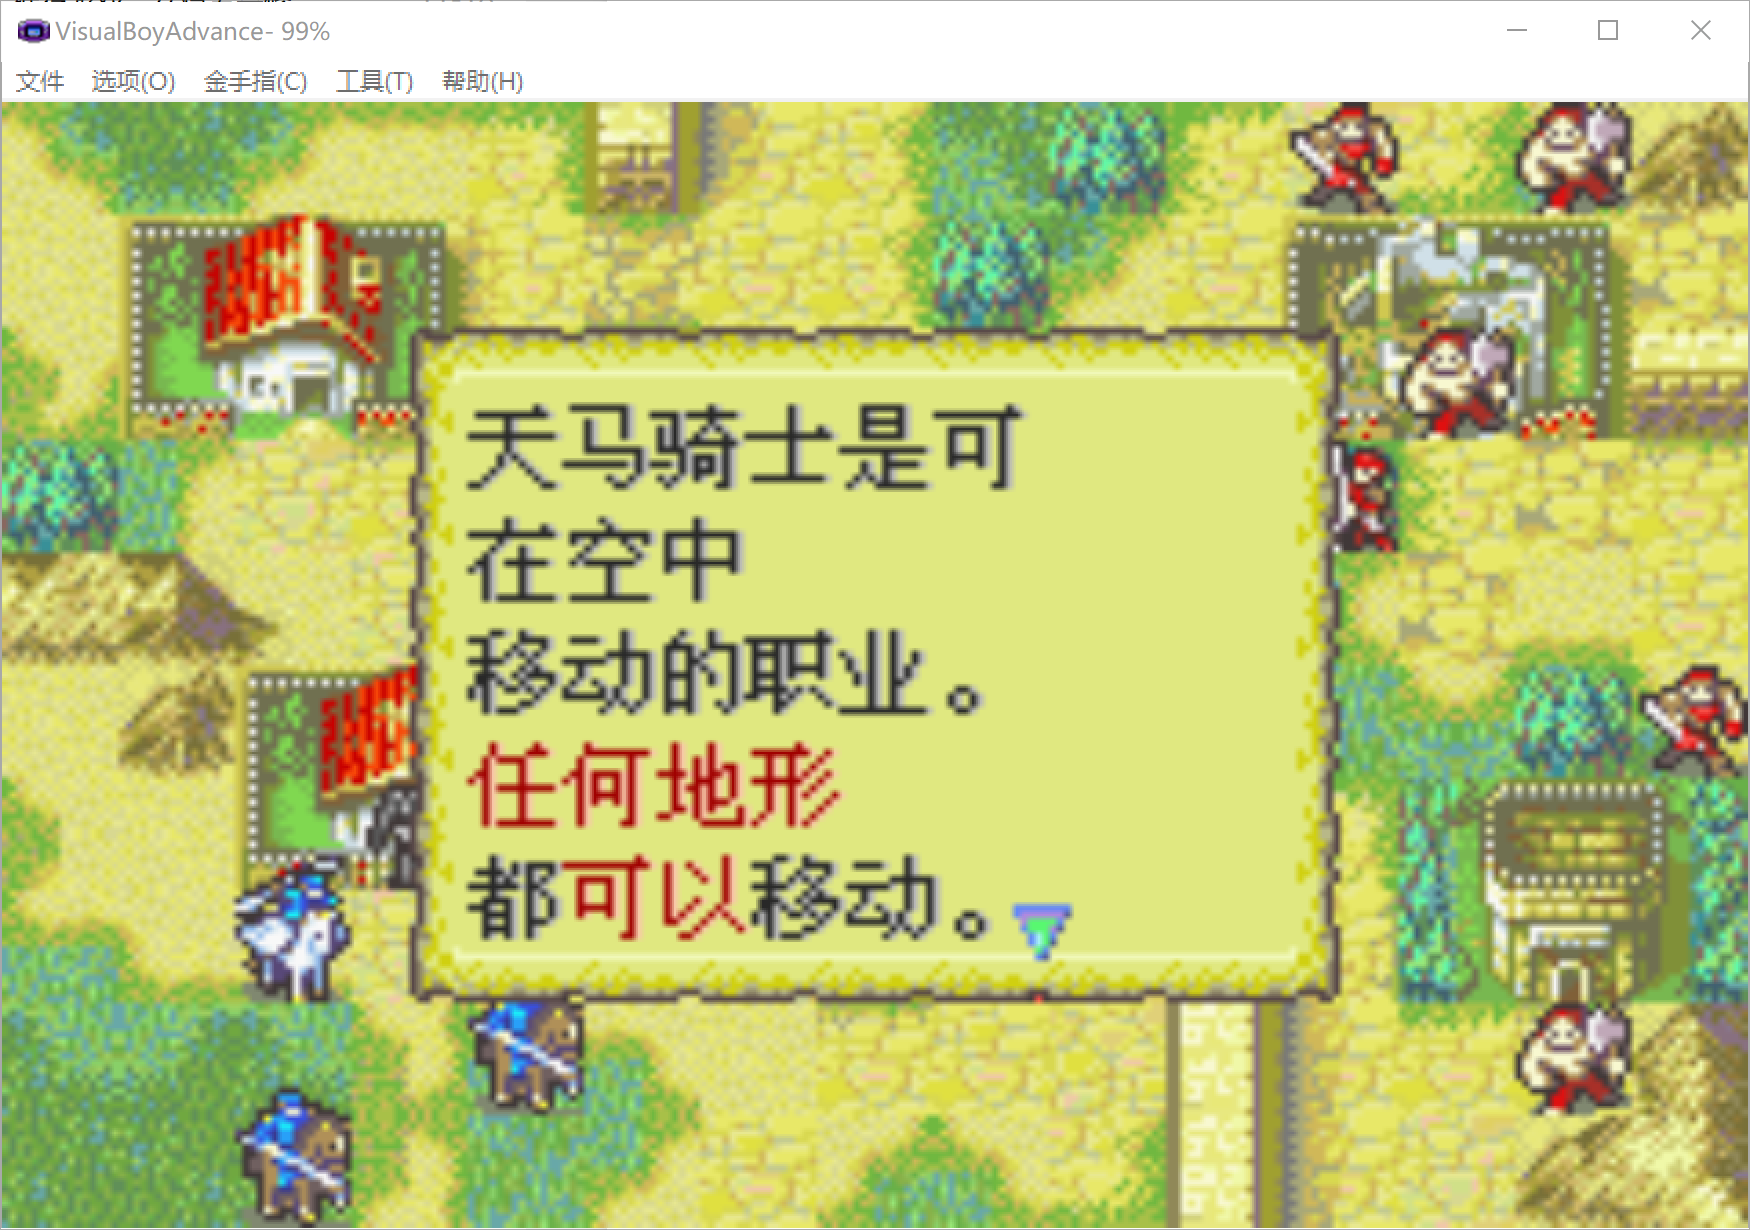 VisualBoyAdvance- 99%
文件 选项(O) 金手指(C) 工具(T) 帮助(H)
天马骑士是可
在空中
移动的职业。
任何地形
都可以移动。